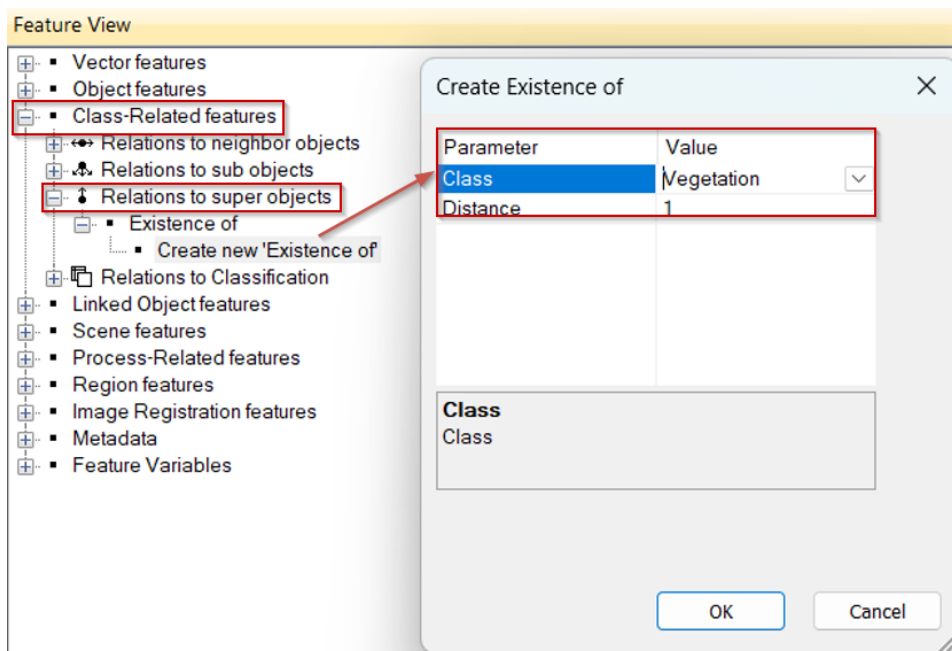 Feature View
Vector features
Object features
Class-Related features
Relations to neighbor objects
Relations to sub objects
Relations to super objects
Existence of
Create new 'Existence of'
Relations to Classification
Linked Object features
Scene features
Process-Related features
Region features
Image Registration features
Metadata
Feature Variables
Create Existence of
Parameter Value
Class Vegetation
Distance 1
Class
Class
OK Cancel